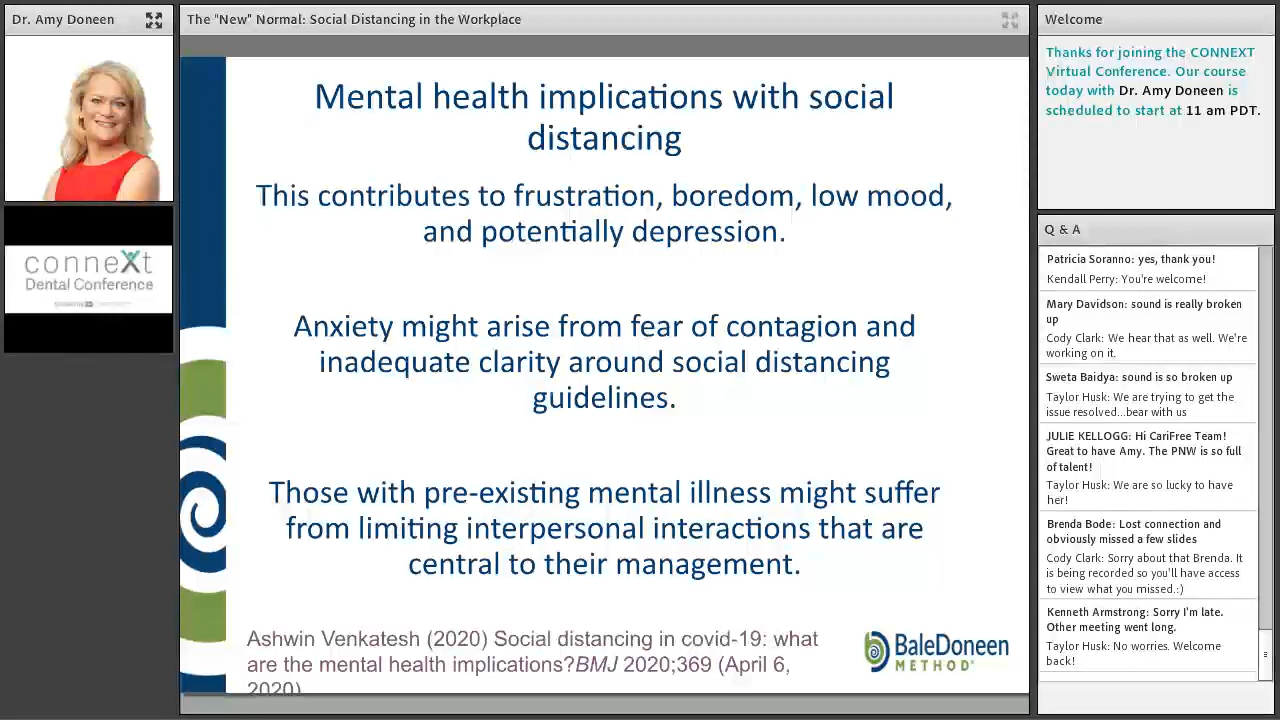 Dr. Amy Doneen
The "New" Normal: Social Distancing in the Workplace
Welcome
conneXt
Dental Conference
Mental health implications with social
distancing
This contributes to frustration, boredom, low mood,
and potentially depression.
Anxiety might arise from fear of contagion and
inadequate clarity around social distancing
guidelines.
Those with pre-existing mental illness might suffer
from limiting interpersonal interactions that are
central to their management.
Ashwin Venkatesh (2020) Social distancing in covid-19: what
are the mental health implications?BMJ 2020;369 (April 6,
2020)
BaleDoneen
METHOD®
Thanks for joining the CONNEXT
Virtual Conference. Our course
today with Dr. Amy Doneen is
scheduled to start at 11 am PDT.
Q & A
Patricia Soranno: yes, thank you!
Kendall Perry: You're welcome!
Mary Davidson: sound is really broken
up
Cody Clark: We hear that as well. We're
working on it.
Sweta Baidya: sound is so broken up
Taylor Husk: We are trying to get the
issue resolved...bear with us
JULIE KELLOGG: Hi CariFree Team!
Great to have Amy. The PNW is so full
of talent!
Taylor Husk: We are so lucky to have
her!
Brenda Bode: Lost connection and
obviously missed a few slides
Cody Clark: Sorry about that Brenda. It
is being recorded so you'll have access
to view what you missed.:)
Kenneth Armstrong: Sorry I'm late.
Other meeting went long.
Taylor Husk: No worries. Welcome
back!